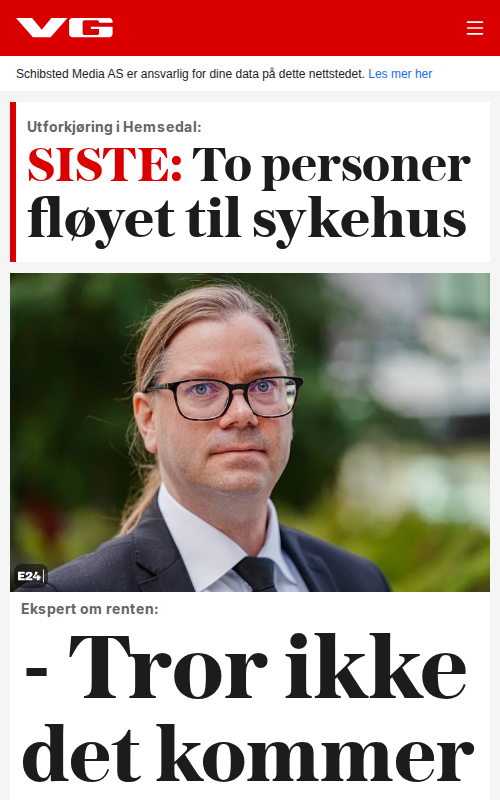 VG
Schibsted Media AS er ansvarlig for dine data på dette nettstedet. Les mer her
Utforkjøring i Hemsedal:
SISTE: To personer
fløyet til sykehus
E24
Ekspert om renten:
- Tror ikke
det kommer